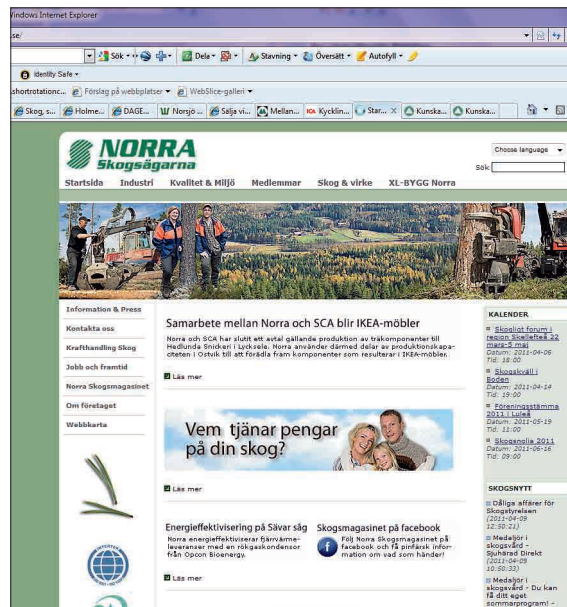 Windows Internet Explorer
.se/
Sök
Dela
Stavning
Översätt
Autofyll
Identity Safe
shortrotationc...
Förslag på webbplatser
WebSlice-galleri
Skog, s...
Holme...
DAGE...
Norsjö ...
Sälja vi...
Mellan...
ICA
Kycklin...
Star...
Kunska...
Kunska...
NORRA
Skogsägarna
Choose language
Sök:
Startsida
Industri
Kvalitet & Miljö
Medlemmar
Skog & virke
XL-BYGG Norra
Information & Press
Kontakta oss
Krafthandling Skog
Jobb och framtid
Norra Skogsmagasinet
Om företaget
Webbkarta
Samarbete mellan Norra och SCA blir IKEA-möbler
Norra och SCA har slutit ett avtal gällande produktion av träkomponenter till
Hedlunda Snickeri i Lycksele. Norra använder därmed delar av produktionskapa-
citeten i Östvik till att förädla fram komponenter som resulterar i IKEA-möbler.
Läs mer
Vem tjänar pengar
på din skog?
Läs mer
Energieffektivisering på Sävar såg
Norra energieffektiviserar fjärrvärme-
leveranser med en rökgaskondensor
från Opcon Bioenergy.
Läs mer
Skogsmagasinet på facebook
Följ Norra Skogsmagasinet på
facebook och få pinfärsk infor-
mation om vad som händer!
KALENDER
Skogligt forum i
region Skellefteå 22
mars-5 maj
Datum: 2011-04-06
Tid: 18:00
Skogskväll i
Boden
Datum: 2011-04-14
Tid: 19:00
Föreningsstämma
2011 i Luleå
Datum: 2011-05-19
Tid: 11:00
Skogsnolia 2011
Datum: 2011-06-16
Tid: 09:00
SKOGSNYTT
Dåliga affärer för
Skogstyrelsen
(2011-04-09
12:50:21)
Medaljör i
skogsvård -
Sjuhärad Direkt
(2011-04-09
10:50:33)
Medaljör i
skogsvård - Du kan
få ditt eget
sommarprogram! -